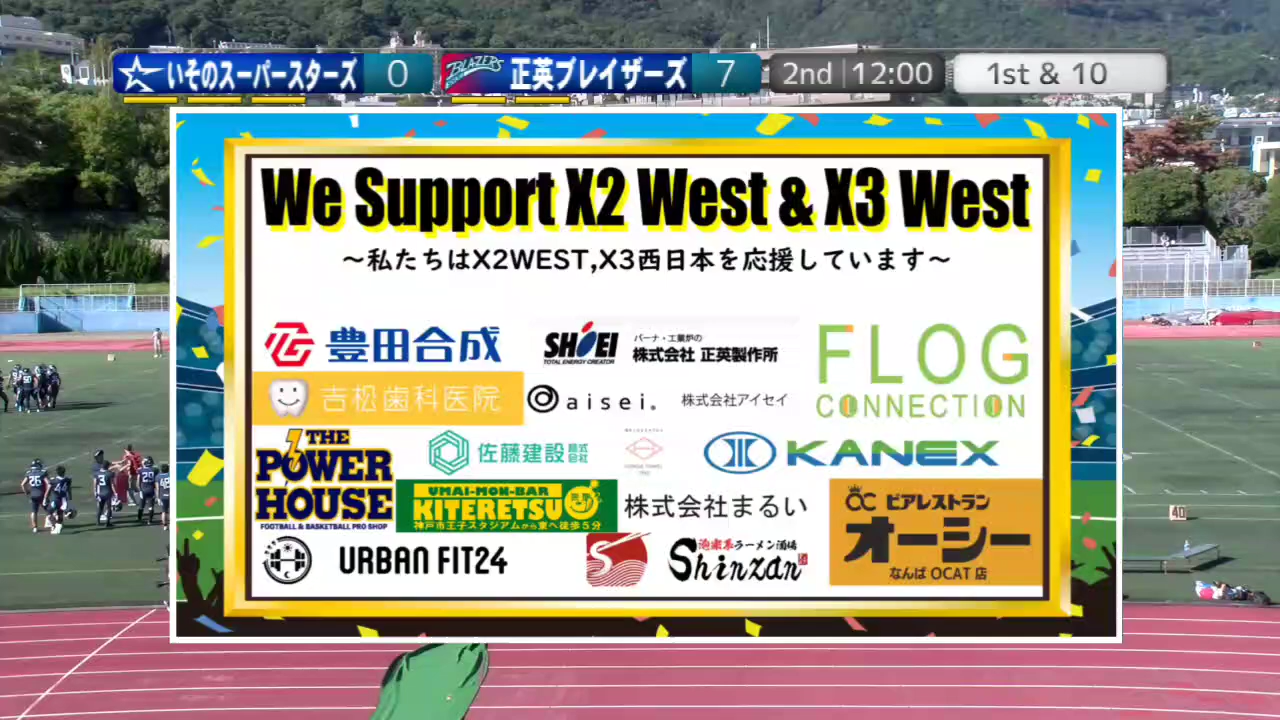 いそのスーパースターズ 0 BLAZERS 正英ブレイザーズ 7 2nd 12:00 1st & 10
We Support X2 West & X3 West
～私たちはX2WEST,X3西日本を応援しています～
豊田合成
SHOEI
TOTAL ENERGY CREATOR
バーナ・工業炉の
株式会社 正英製作所
FLOG
CONNECTION
吉松歯科医院
aisei.
株式会社アイセイ
THE
POWER
HOUSE
FOOTBALL & BASKETBALL PRO SHOP
佐藤建設株式会社
KANEX
UMAI-MON-BAR
KITERETSU
神戸市王子スタジアムから東へ徒歩5分
株式会社まるい
OC ビアレストラン
オーシー
なんば OCAT 店
URBAN FIT24
泡楽系ラーメン酒場
Shinzan
40